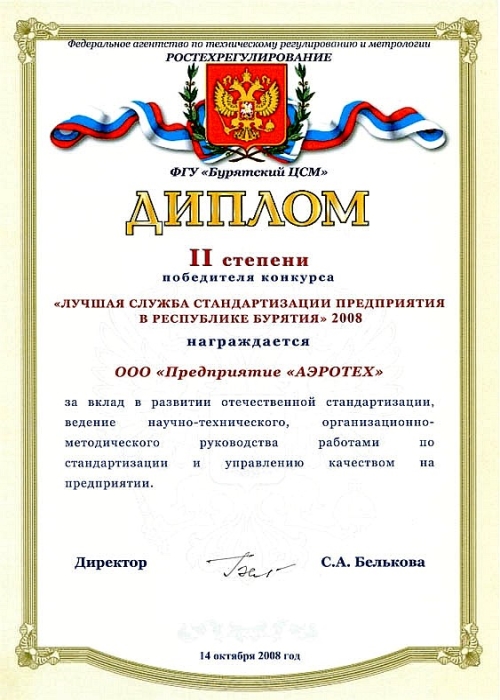 Федеральное агентство по техническому регулированию и метрологии
РОСТЕХРЕГУЛИРОВАНИЕ
ФГУ «Бурятский ЦСМ»
ДИПЛОМ
II степени
победителя конкурса
«ЛУЧШАЯ СЛУЖБА СТАНДАРТИЗАЦИИ ПРЕДПРИЯТИЯ
В РЕСПУБЛИКЕ БУРЯТИЯ» 2008
награждается
ООО «Предприятие «АЭРОТЕХ»
за вклад в развитии отечественной стандартизации,
ведение научно-технического, организационно-
методического руководства работами по
стандартизации и управлению качеством на
предприятии.
Директор С.А. Белькова
14 октября 2008 год